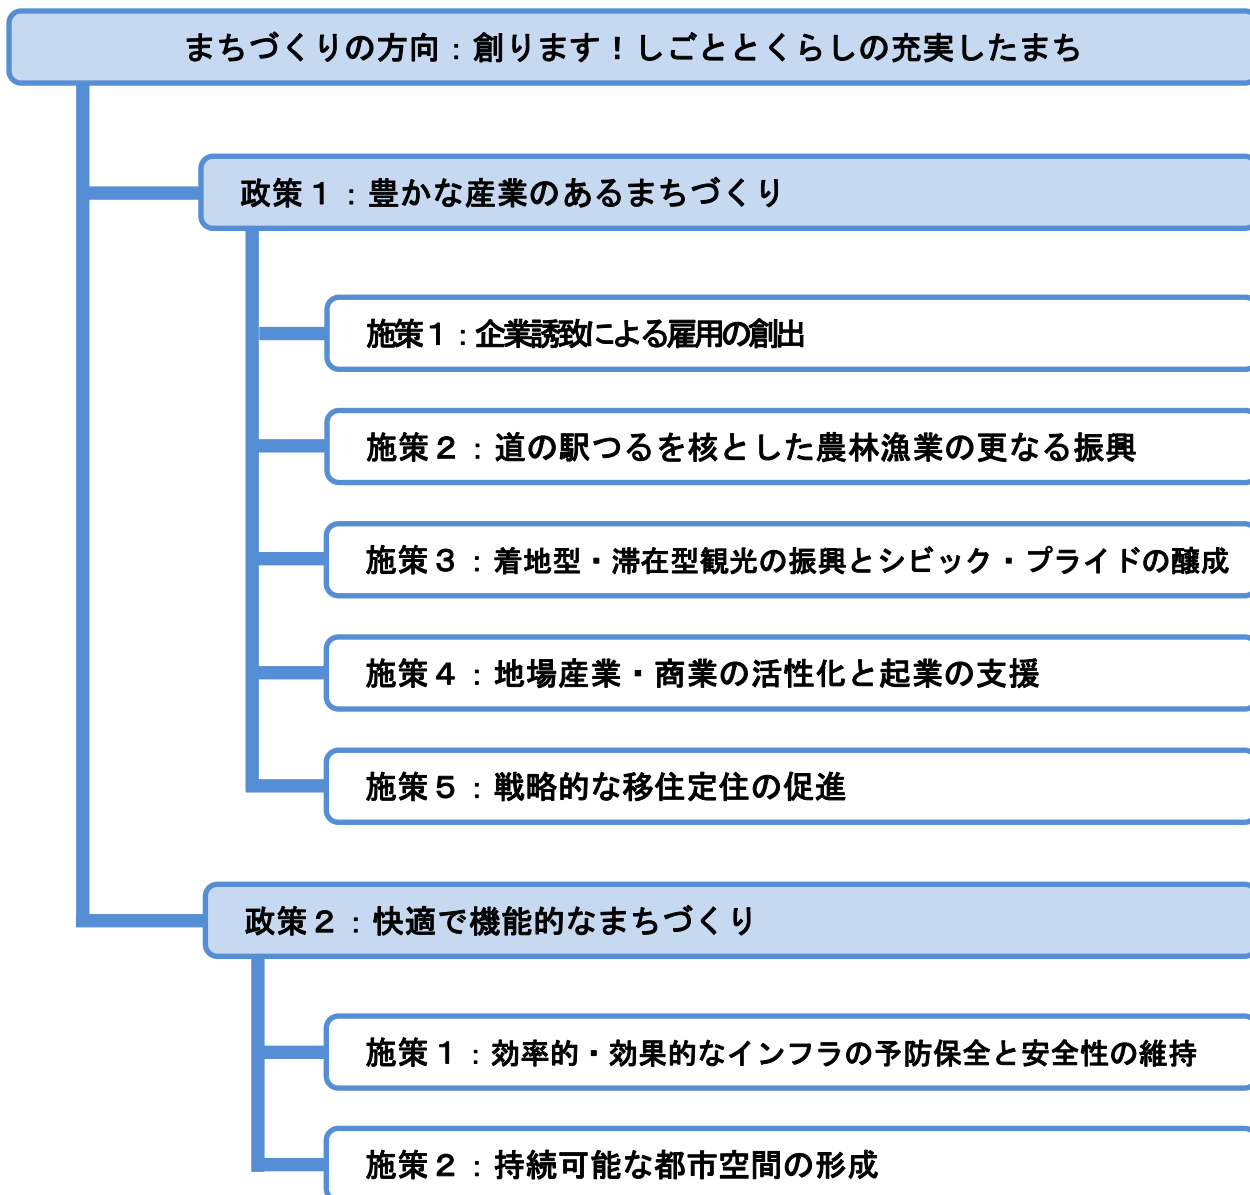 まちづくりの方向：創ります！しごととくらしの充実したまち
政策１：豊かな産業のあるまちづくり
施策１：企業誘致による雇用の創出
施策２：道の駅つるを核とした農林漁業の更なる振興
施策３：着地型・滞在型観光の振興とシビック・プライドの醸成
施策４：地場産業・商業の活性化と起業の支援
施策５：戦略的な移住定住の促進
政策２：快適で機能的なまちづくり
施策１：効率的・効果的なインフラの予防保全と安全性の維持
施策２：持続可能な都市空間の形成